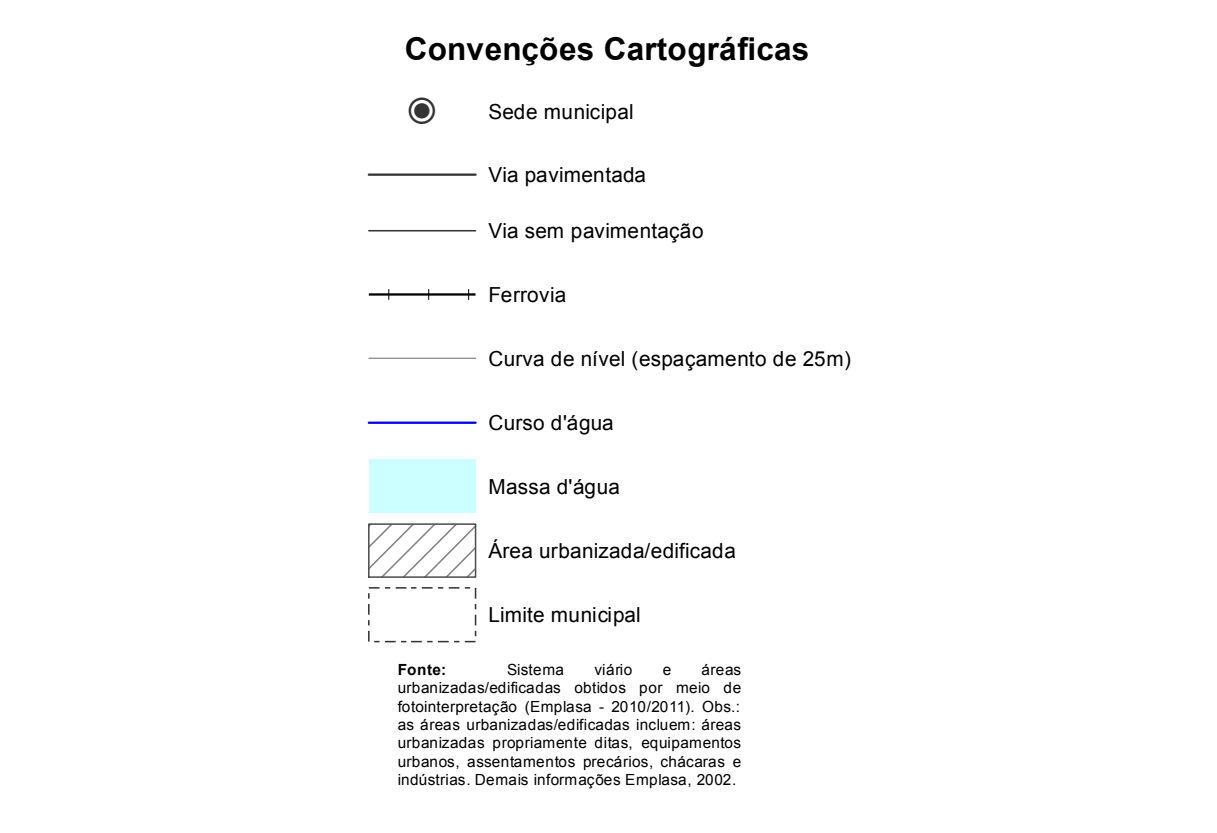 Convenções Cartográficas
Sede municipal
Via pavimentada
Via sem pavimentação
Ferrovia
Curva de nível (espaçamento de 25m)
Curso d'água
Massa d'água
Área urbanizada/edificada
Limite municipal
Fonte: Sistema viário e áreas
urbanizadas/edificadas obtidos por meio de
fotointerpretação (Emplasa - 2010/2011). Obs.:
as áreas urbanizadas/edificadas incluem: áreas
urbanizadas propriamente ditas, equipamentos
urbanos, assentamentos precários, chácaras e
indústrias. Demais informações Emplasa, 2002.